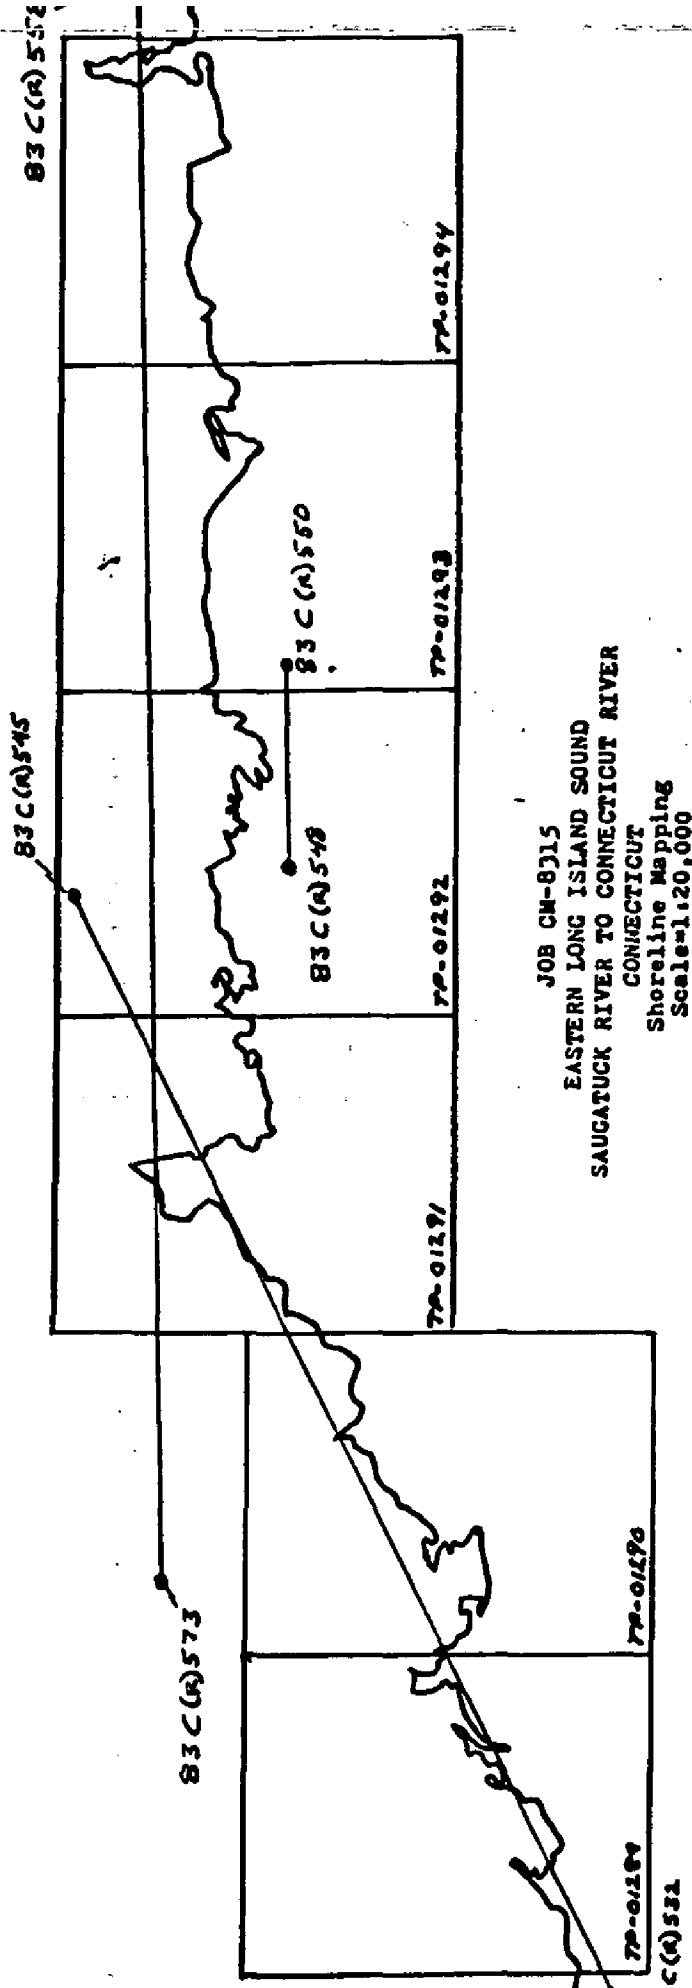 83 C(R)558
TP-01294
83 C(R)550
TP-01293
83 C(R)545
83 C(R)548
TP-01292
TP-01291
83 C(R)573
TP-01290
TP-01289
C(R)532
JOB CM-8315
EASTERN LONG ISLAND SOUND
SAUGATUCK RIVER TO CONNECTICUT RIVER
CONNECTICUT
Shoreline Mapping
Scale=1:20,000